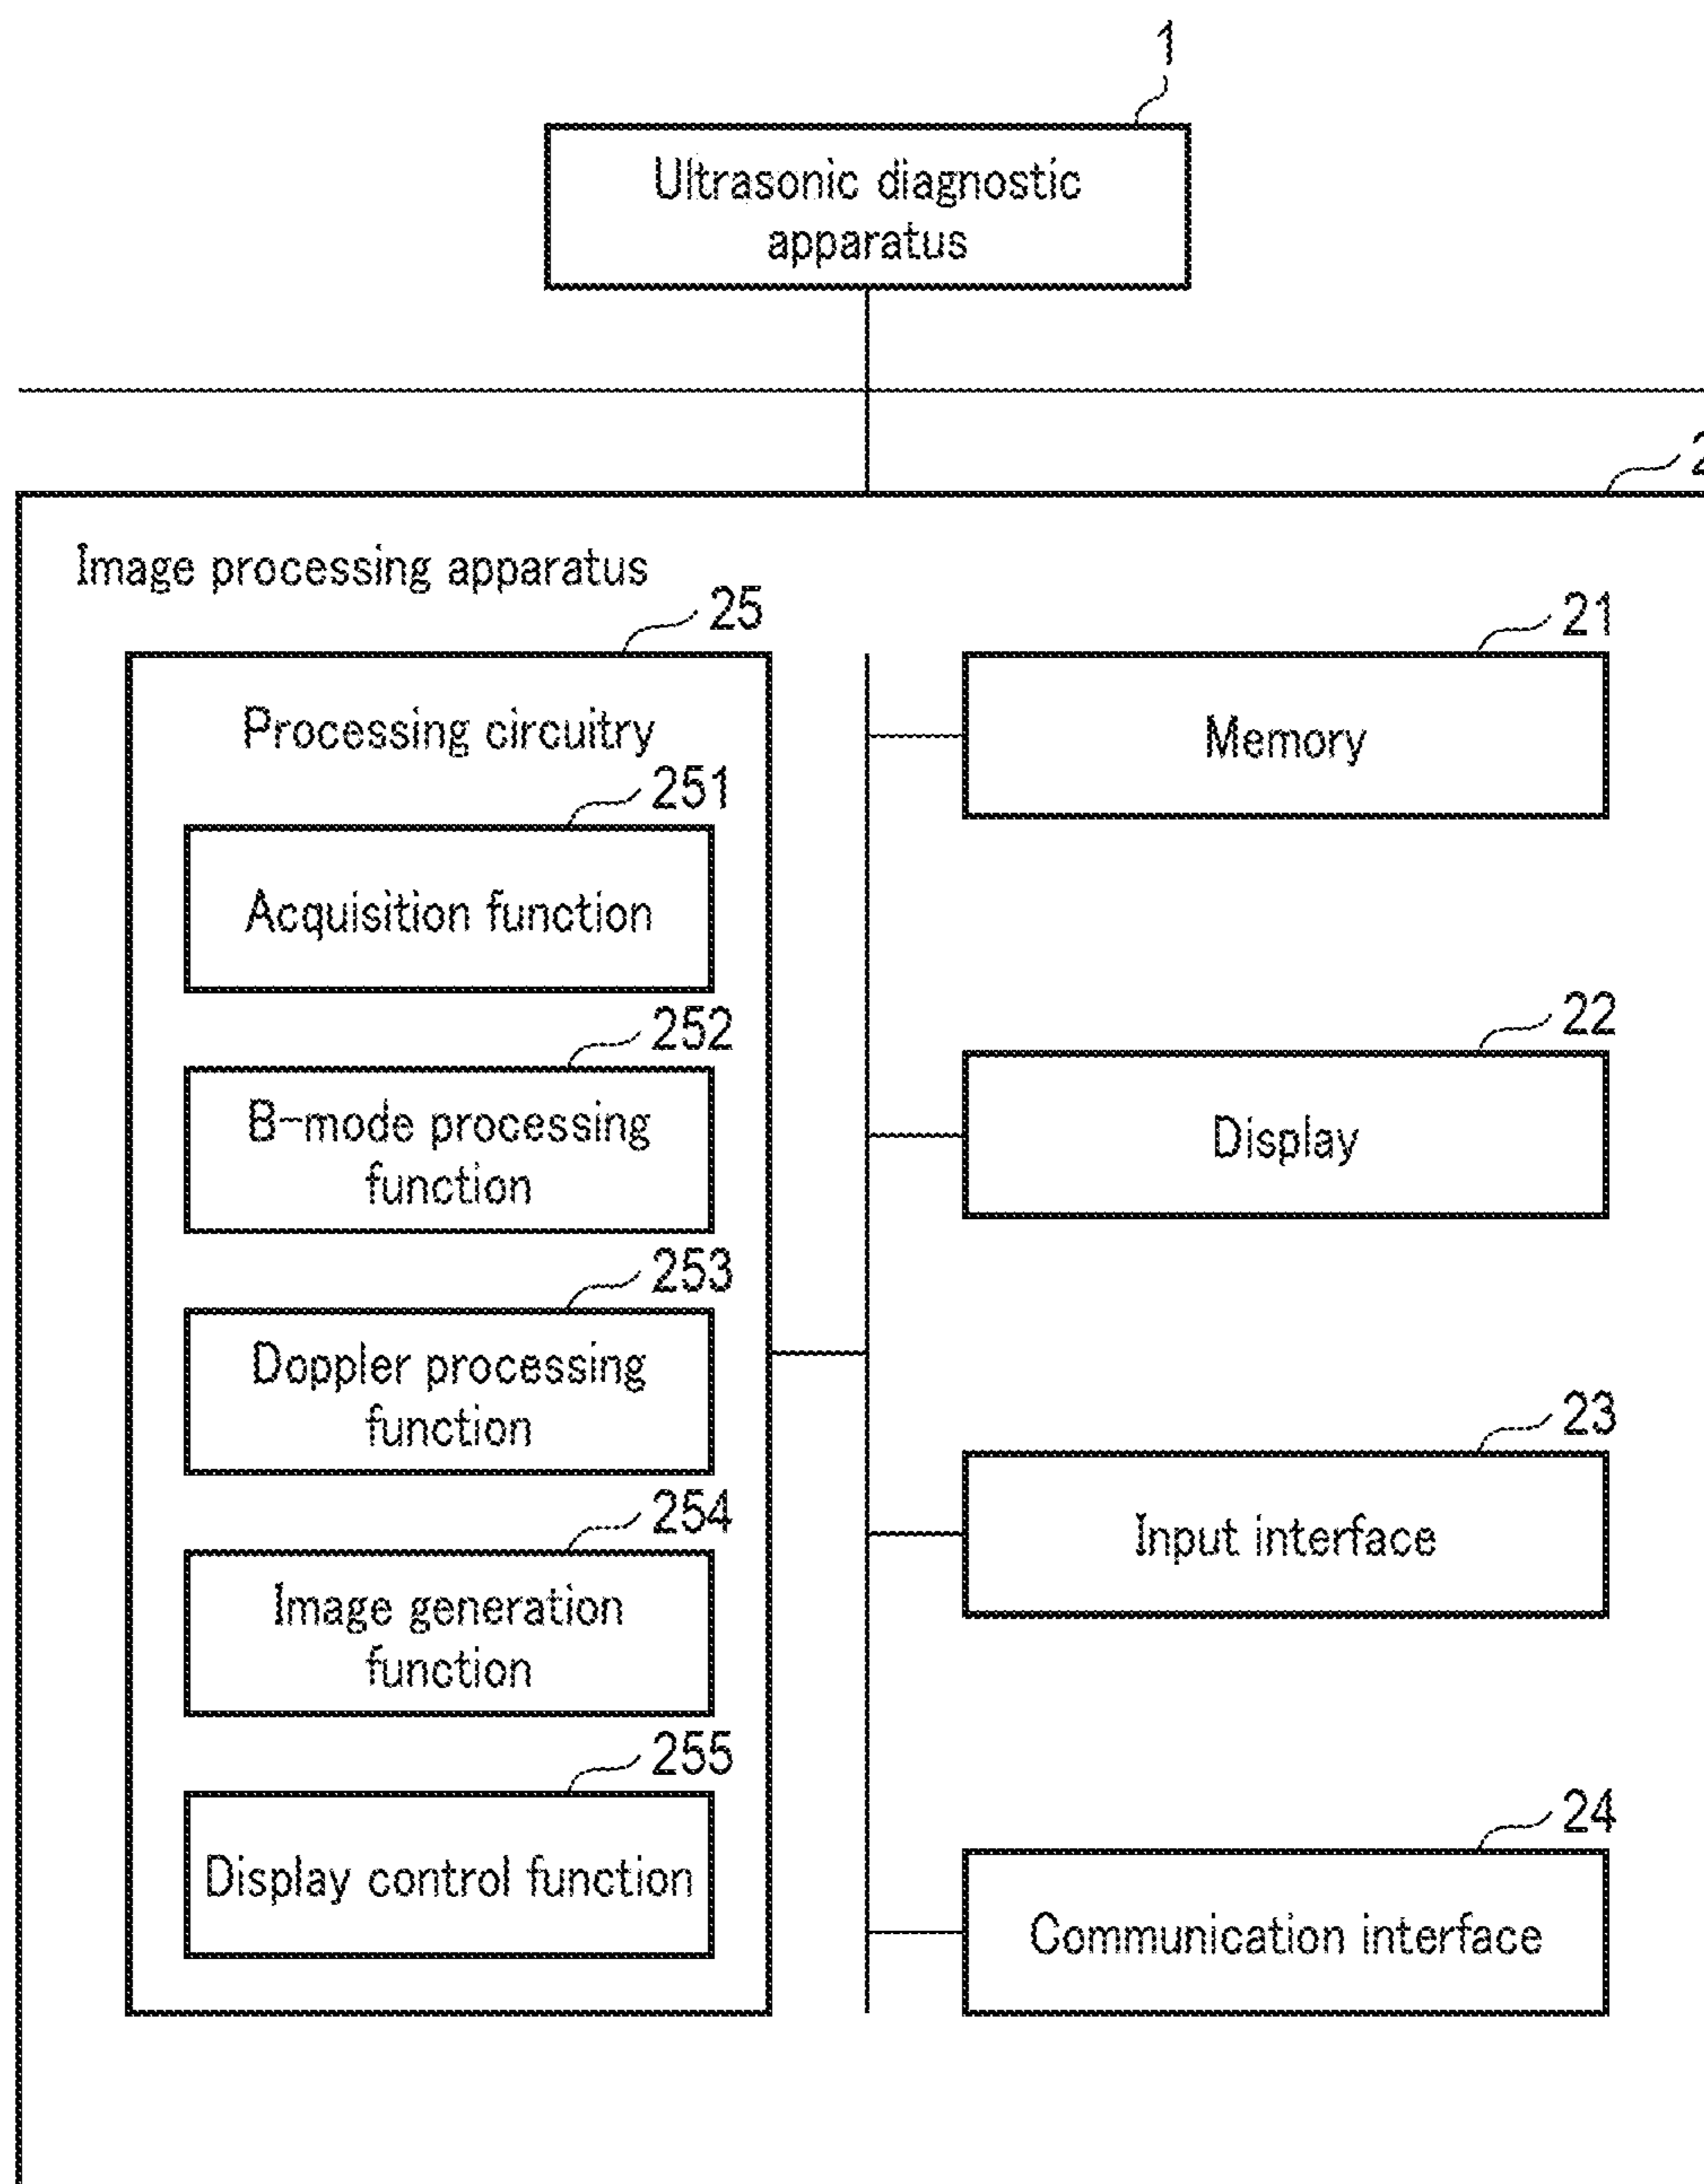 1
Ultrasonic diagnostic
apparatus
2
Image processing apparatus
25
21
Processing circuitry
Memory
251
Acquisition function
252
22
B-mode processing
function
Display
253
Doppler processing
function
23
Input interface
254
Image generation
function
255
24
Display control function
Communication interface